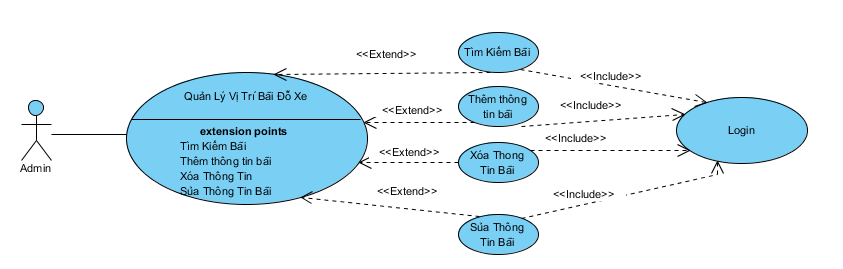 Tìm Kiếm Bãi
<<Extend>>
<<Include>>
Quản Lý Vị Trí Bãi Đỗ Xe
Thêm thông
tin bãi
<<Extend>>
<<Include>>
extension points
Tìm Kiếm Bãi
Thêm thông tin bãi
Xóa Thông Tin
Sủa Thông Tin Bãi
Login
<<Include>>
<<Extend>>
Xóa Thong
Tin Bãi
Admin
<<Extend>>
<<Include>>
Sủa Thông
Tin Bãi